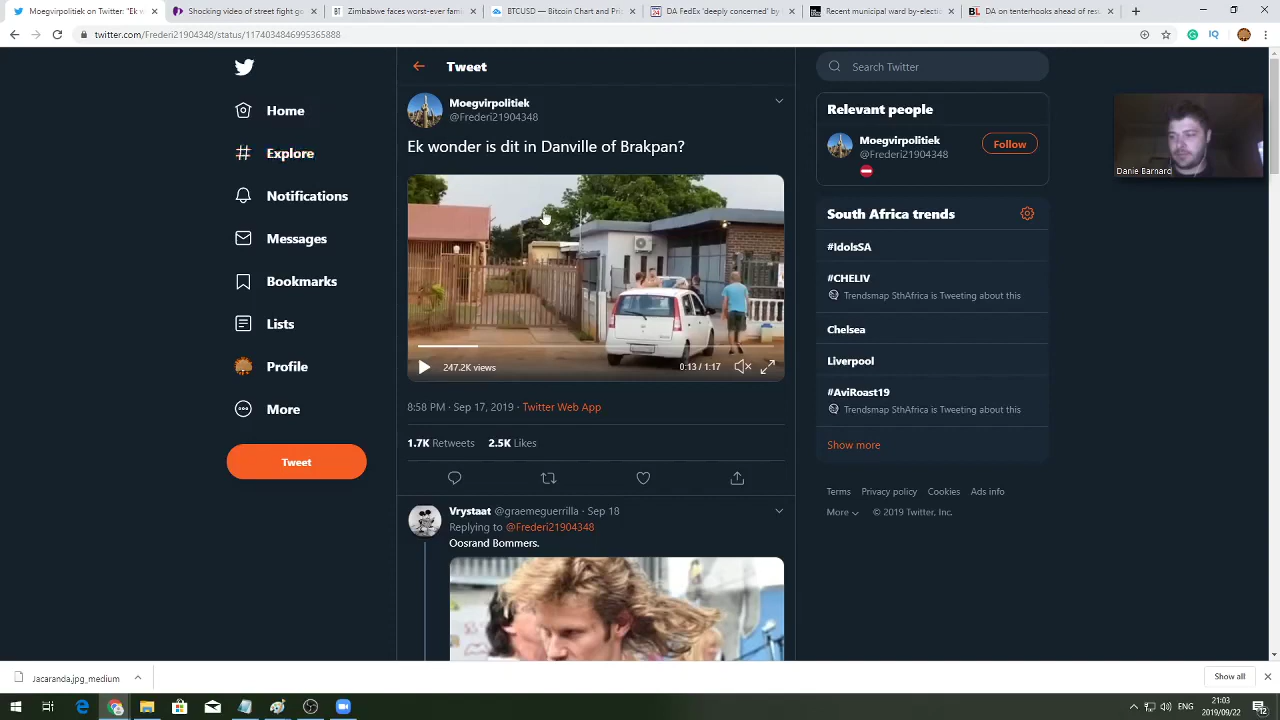 Moegvirpolitiek on Twitter: "Ek w
Shocking video of street fight go
Zimbabwe faces worst-ever fam
BTCUSD — Bitcoin Chart and Pri
DA FedEx 'deeply concerned' by
Recent municipal ward by-electi
DA on tenterhooks ahead of res
twitter.com/Frederi21904348/status/1174034846995365888
Home
Explore
Notifications
Messages
Bookmarks
Lists
Profile
More
Tweet
Tweet
Moegvirpolitiek
@Frederi21904348
Ek wonder is dit in Danville of Brakpan?
247.2K views
0:13 / 1:17
8:58 PM · Sep 17, 2019 · Twitter Web App
1.7K Retweets 2.5K Likes
Vrystaat @graemeguerrilla · Sep 18
Replying to @Frederi21904348
Oosrand Bommers.
Search Twitter
Relevant people
Moegvirpolitiek
@Frederi21904348
Follow
South Africa trends
#IdolsSA
#CHELIV
Trendsmap SthAfrica is Tweeting about this
Chelsea
Liverpool
#AviRoast19
Trendsmap SthAfrica is Tweeting about this
Show more
Terms Privacy policy Cookies Ads info
More © 2019 Twitter, Inc.
Danie Barnard
Jacaranda.jpg_medium
Show all
ENG
21:03
2019/09/22